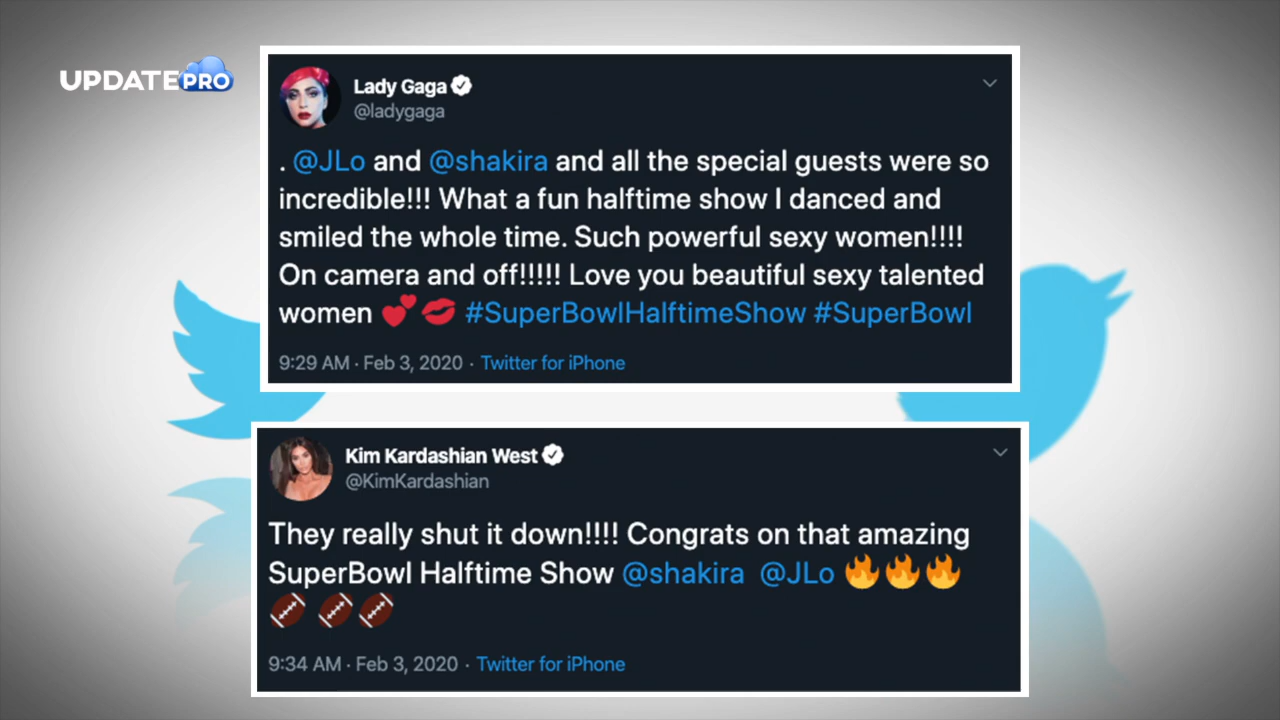 UPDATEPRO
Lady Gaga
@ladygaga
. @JLo and @shakira and all the special guests were so
incredible!!! What a fun halftime show I danced and
smiled the whole time. Such powerful sexy women!!!!
On camera and off!!!!! Love you beautiful sexy talented
women 💕💋 #SuperBowlHalftimeShow #SuperBowl
9:29 AM · Feb 3, 2020 · Twitter for iPhone
Kim Kardashian West
@KimKardashian
They really shut it down!!!! Congrats on that amazing
SuperBowl Halftime Show @shakira @JLo 🔥🔥🔥
🏈 🏈 🏈
9:34 AM · Feb 3, 2020 · Twitter for iPhone